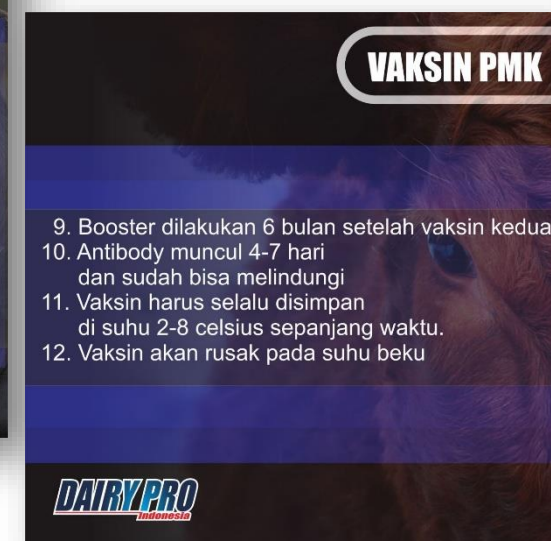 VAKSIN PMK
9. Booster dilakukan 6 bulan setelah vaksin kedua
10. Antibody muncul 4-7 hari
dan sudah bisa melindungi
11. Vaksin harus selalu disimpan
di suhu 2-8 celsius sepanjang waktu.
12. Vaksin akan rusak pada suhu beku
DAIRY PRO
Indonesia